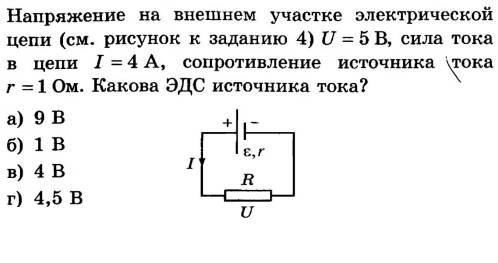 Напряжение на внешнем участке электрической
цепи (см. рисунок к заданию 4) U = 5 В, сила тока
в цепи I = 4 А, сопротивление источника тока
r = 1 Ом. Какова ЭДС источника тока?
а) 9 В
б) 1 В
в) 4 В
г) 4,5 В
+ −
ε, r
I
R
U